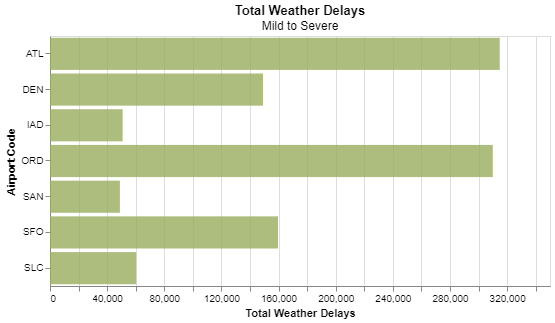 Total Weather Delays
Mild to Severe
Airport Code
ATL
DEN
IAD
ORD
SAN
SFO
SLC
0 40,000 80,000 120,000 160,000 200,000 240,000 280,000 320,000
Total Weather Delays